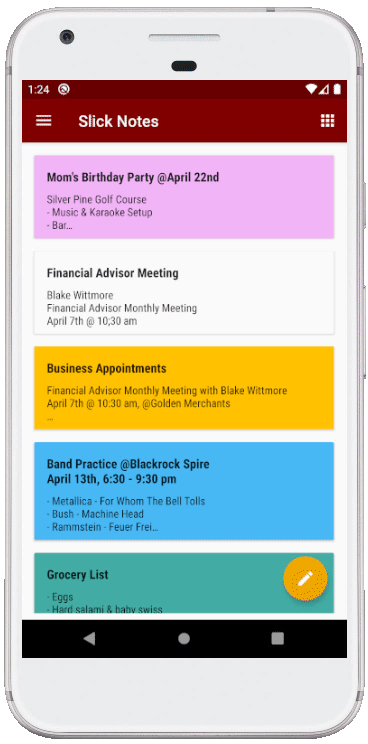 1:24
Slick Notes
Mom's Birthday Party @April 22nd
Silver Pine Golf Course
- Music & Karaoke Setup
- Bar...
Financial Advisor Meeting
Blake Wittmore
Financial Advisor Monthly Meeting
April 7th @ 10;30 am
Business Appointments
Financial Advisor Monthly Meeting with Blake Wittmore
April 7th @ 10:30 am, @Golden Merchants
...
Band Practice @Blackrock Spire
April 13th, 6:30 - 9:30 pm
- Metallica - For Whom The Bell Tolls
- Bush - Machine Head
- Rammstein - Feuer Frei...
Grocery List
- Eggs
- Hard salami & baby swiss